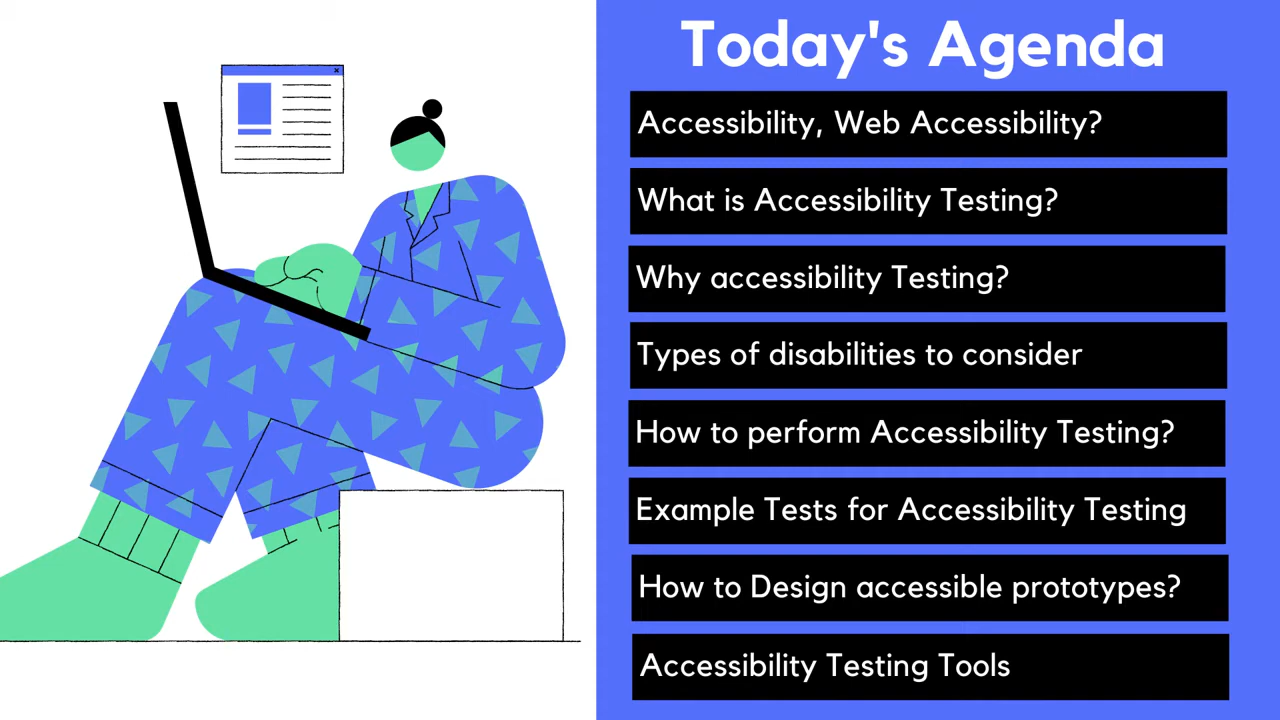 Today's Agenda
Accessibility, Web Accessibility?
What is Accessibility Testing?
Why accessibility Testing?
Types of disabilities to consider
How to perform Accessibility Testing?
Example Tests for Accessibility Testing
How to Design accessible prototypes?
Accessibility Testing Tools